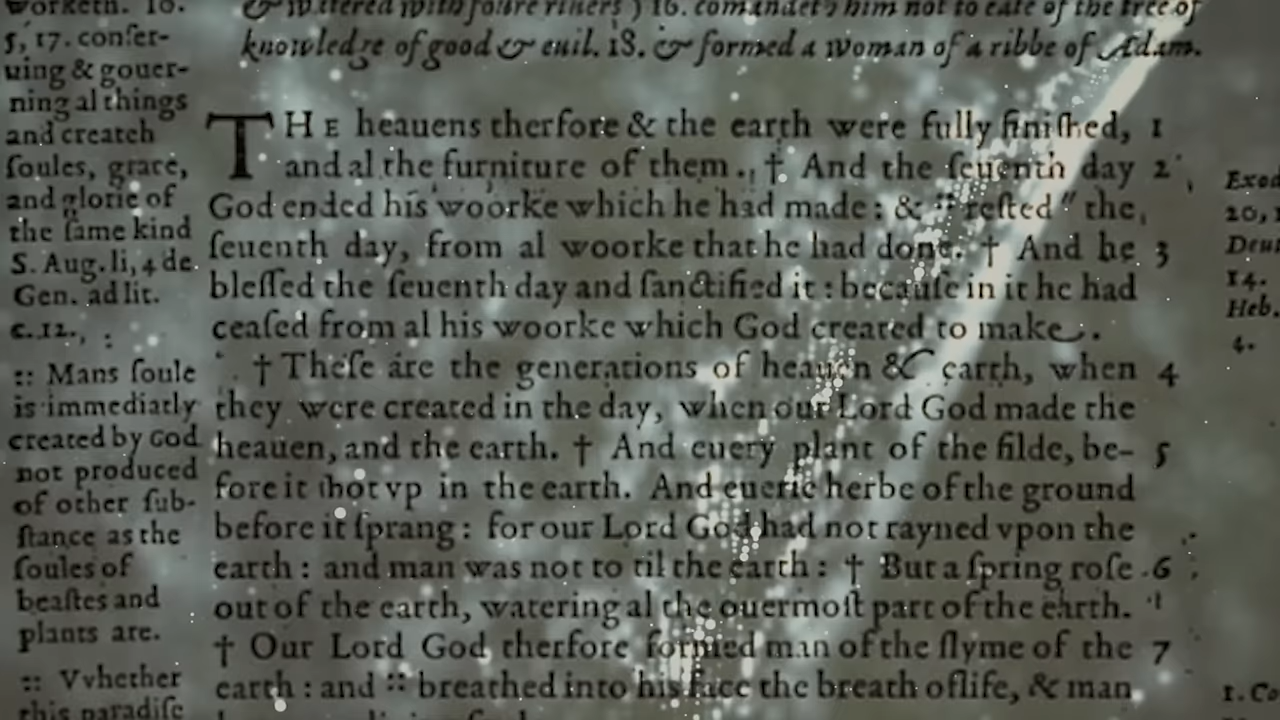 worketh. 16.
5, 17. conser-
uing & gouer-
ning al things
and createth
soules, grace,
and glorie of
the same kind
S. Aug. li, 4 de.
Gen. ad lit.
c. 12.
:: Mans soule
is immediatly
created by God
not produced
of other sub-
stance as the
soules of
beastes and
plants are.
:: Vvhether
this paradise
& watered with foure riuers) 16. comandeth him not to eate of the tree of
knowledge of good & euil. 18. & formed a woman of a ribbe of Adam.
THE heauens therfore & the earth were fully finished, 1
and al the furniture of them. † And the seuenth day 2
God ended his woorke which he had made: & :: rested " the
seuenth day, from al woorke that he had done. † And he 3
blessed the seuenth day and sanctified it: because in it he had
ceased from al his woorke which God created to make.
† These are the generations of heauen & earth, when 4
they were created in the day, when our Lord God made the
heauen, and the earth. † And euery plant of the filde, be- 5
fore it shot vp in the earth. And euerie herbe of the ground
before it sprang: for our Lord God had not rayned vpon the
earth: and man was not to til the earth: † But a spring rose 6
out of the earth, watering al the ouermost part of the earth.
† Our Lord God therfore formed man of the slyme of the 7
earth: and :: breathed into his face the breath of life, & man
Exod
20,
Deut
14.
Heb.
4.
1. Co